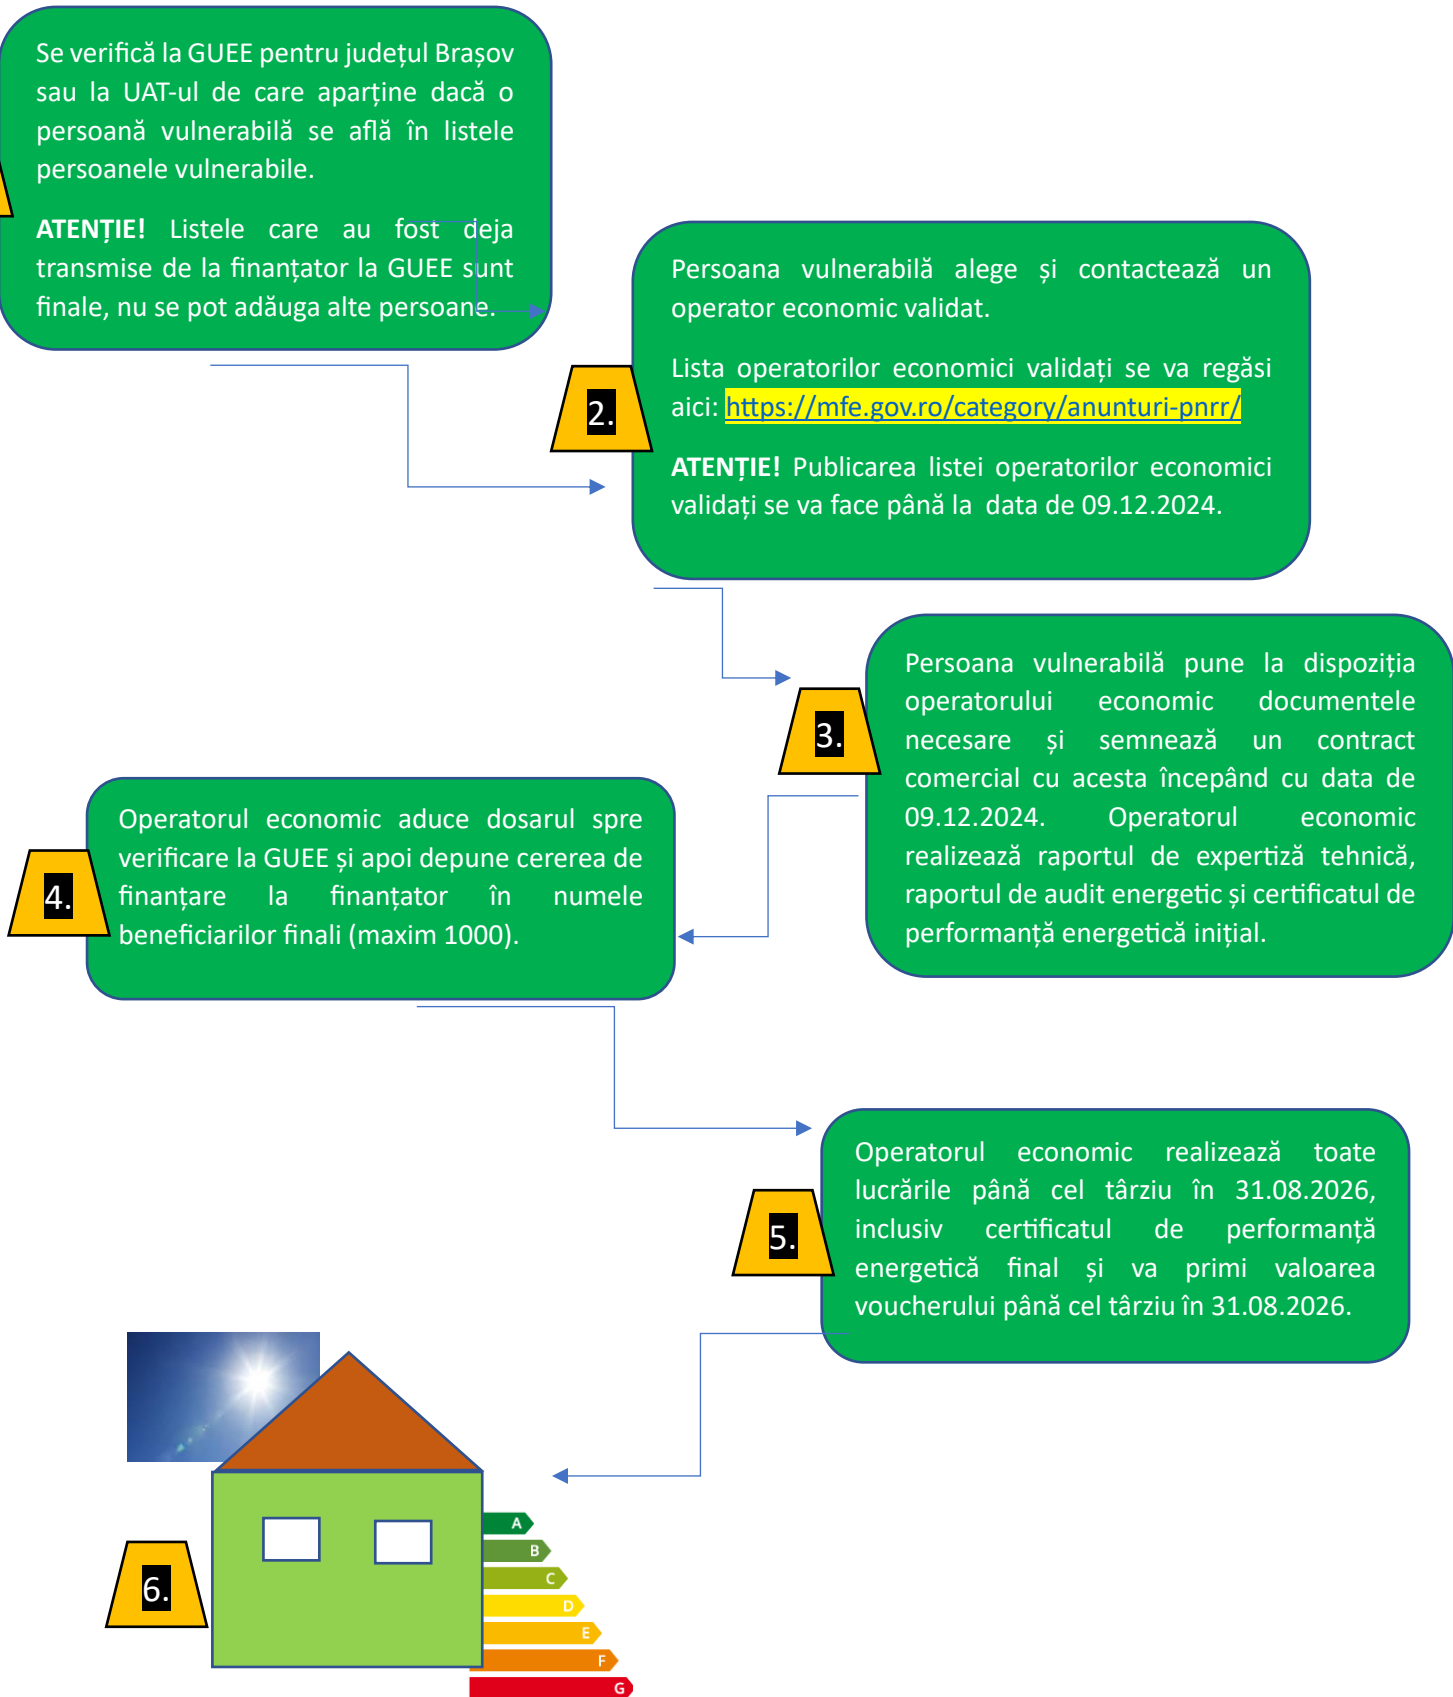 Se verifică la GUEE pentru județul Brașov
sau la UAT-ul de care aparține dacă o
persoană vulnerabilă se află în listele
persoanele vulnerabile.
ATENȚIE! Listele care au fost deja
transmise de la finanțator la GUEE sunt
finale, nu se pot adăuga alte persoane.
2.
Persoana vulnerabilă alege și contactează un
operator economic validat.
Lista operatorilor economici validați se va regăsi
aici: https://mfe.gov.ro/category/anunturi-pnrr/
ATENȚIE! Publicarea listei operatorilor economici
validați se va face până la data de 09.12.2024.
3.
Persoana vulnerabilă pune la dispoziția
operatorului economic documentele
necesare și semnează un contract
comercial cu acesta începând cu data de
09.12.2024. Operatorul economic
realizează raportul de expertiză tehnică,
raportul de audit energetic și certificatul de
performanță energetică inițial.
4.
Operatorul economic aduce dosarul spre
verificare la GUEE și apoi depune cererea de
finanțare la finanțator în numele
beneficiarilor finali (maxim 1000).
5.
Operatorul economic realizează toate
lucrările până cel târziu în 31.08.2026,
inclusiv certificatul de performanță
energetică final și va primi valoarea
voucherului până cel târziu în 31.08.2026.
6.
A
B
C
D
E
F
G